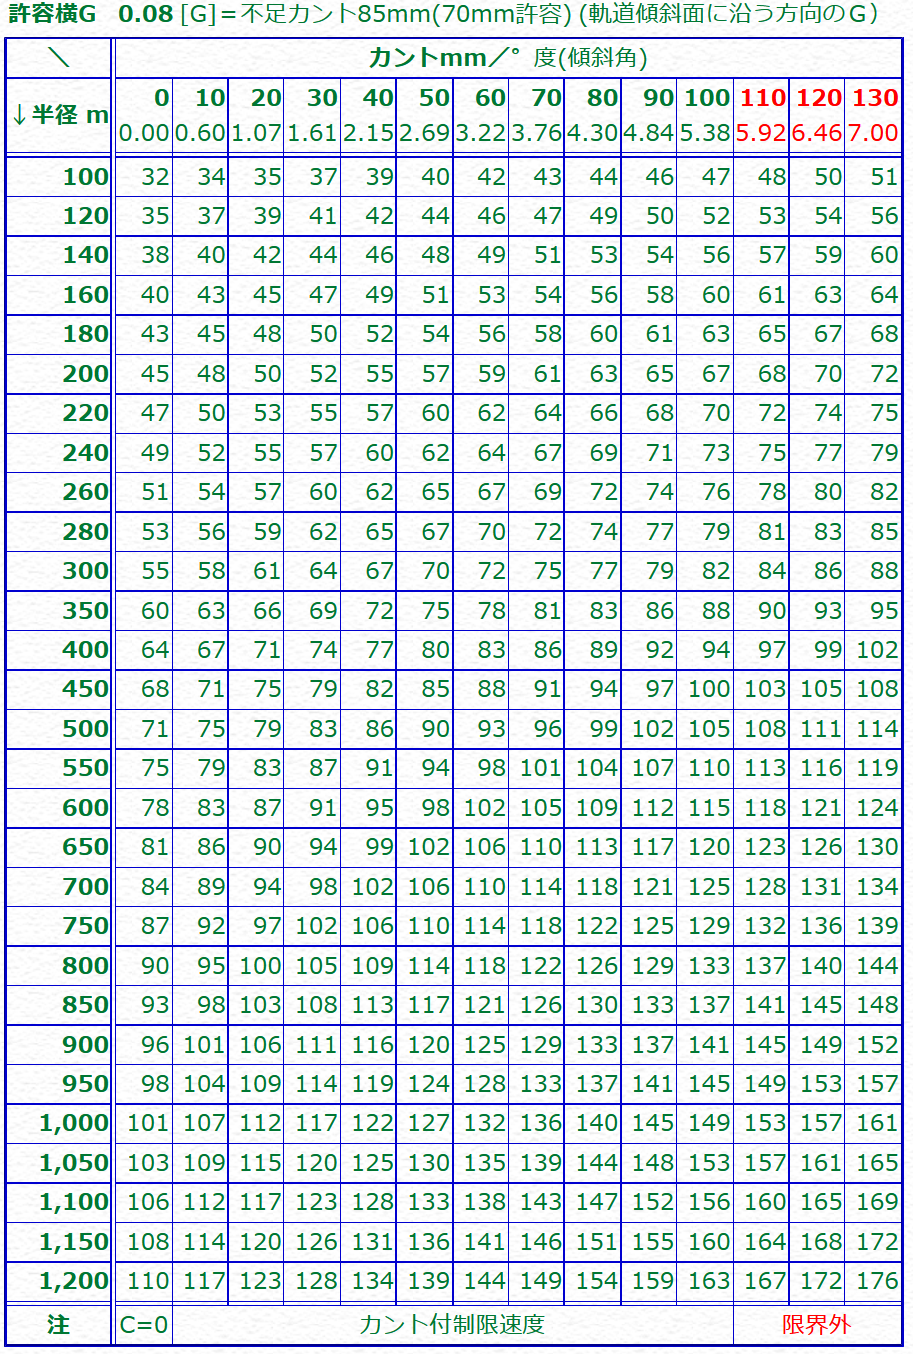 許容横G 0.08 [G]＝不足カント85mm(70mm許容) (軌道傾斜面に沿う方向のＧ）
＼ カントmm／°度(傾斜角)
↓半径 m 0 10 20 30 40 50 60 70 80 90 100 110 120 130
0.00 0.60 1.07 1.61 2.15 2.69 3.22 3.76 4.30 4.84 5.38 5.92 6.46 7.00
100 32 34 35 37 39 40 42 43 44 46 47 48 50 51
120 35 37 39 41 42 44 46 47 49 50 52 53 54 56
140 38 40 42 44 46 48 49 51 53 54 56 57 59 60
160 40 43 45 47 49 51 53 54 56 58 60 61 63 64
180 43 45 48 50 52 54 56 58 60 61 63 65 67 68
200 45 48 50 52 55 57 59 61 63 65 67 68 70 72
220 47 50 53 55 57 60 62 64 66 68 70 72 74 75
240 49 52 55 57 60 62 64 67 69 71 73 75 77 79
260 51 54 57 60 62 65 67 69 72 74 76 78 80 82
280 53 56 59 62 65 67 70 72 74 77 79 81 83 85
300 55 58 61 64 67 70 72 75 77 79 82 84 86 88
350 60 63 66 69 72 75 78 81 83 86 88 90 93 95
400 64 67 71 74 77 80 83 86 89 92 94 97 99 102
450 68 71 75 79 82 85 88 91 94 97 100 103 105 108
500 71 75 79 83 86 90 93 96 99 102 105 108 111 114
550 75 79 83 87 91 94 98 101 104 107 110 113 116 119
600 78 83 87 91 95 98 102 105 109 112 115 118 121 124
650 81 86 90 94 99 102 106 110 113 117 120 123 126 130
700 84 89 94 98 102 106 110 114 118 121 125 128 131 134
750 87 92 97 102 106 110 114 118 122 125 129 132 136 139
800 90 95 100 105 109 114 118 122 126 129 133 137 140 144
850 93 98 103 108 113 117 121 126 130 133 137 141 145 148
900 96 101 106 111 116 120 125 129 133 137 141 145 149 152
950 98 104 109 114 119 124 128 133 137 141 145 149 153 157
1,000 101 107 112 117 122 127 132 136 140 145 149 153 157 161
1,050 103 109 115 120 125 130 135 139 144 148 153 157 161 165
1,100 106 112 117 123 128 133 138 143 147 152 156 160 165 169
1,150 108 114 120 126 131 136 141 146 151 155 160 164 168 172
1,200 110 117 123 128 134 139 144 149 154 159 163 167 172 176
注 C=0 カント付制限速度 限界外